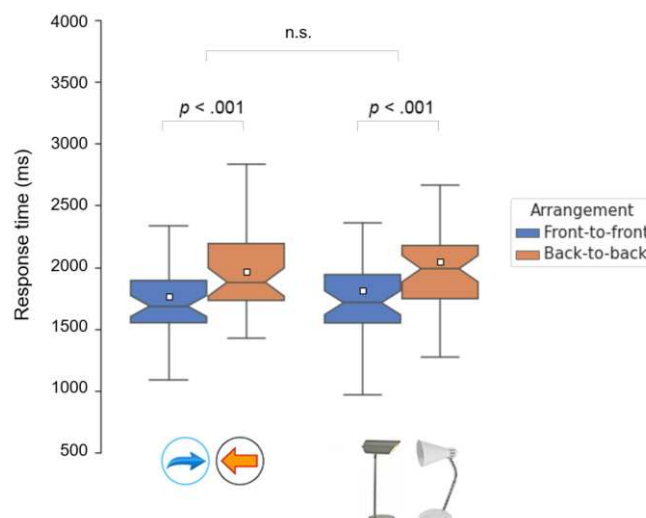 4000
n.s.
3500
p < .001
p < .001
3000
2500
Response time (ms)
Arrangement
Front-to-front
Back-to-back
2000
1500
1000
500